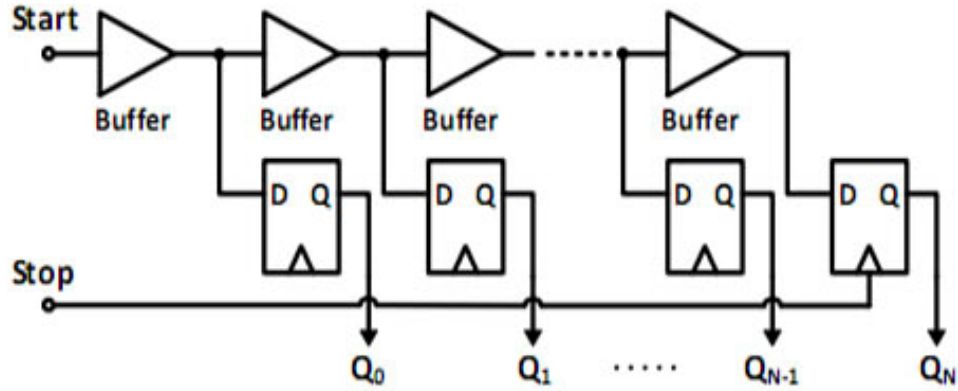 Start
Buffer Buffer Buffer Buffer
D Q D Q D Q D Q
Stop
Q0 Q1 ..... QN-1 QN